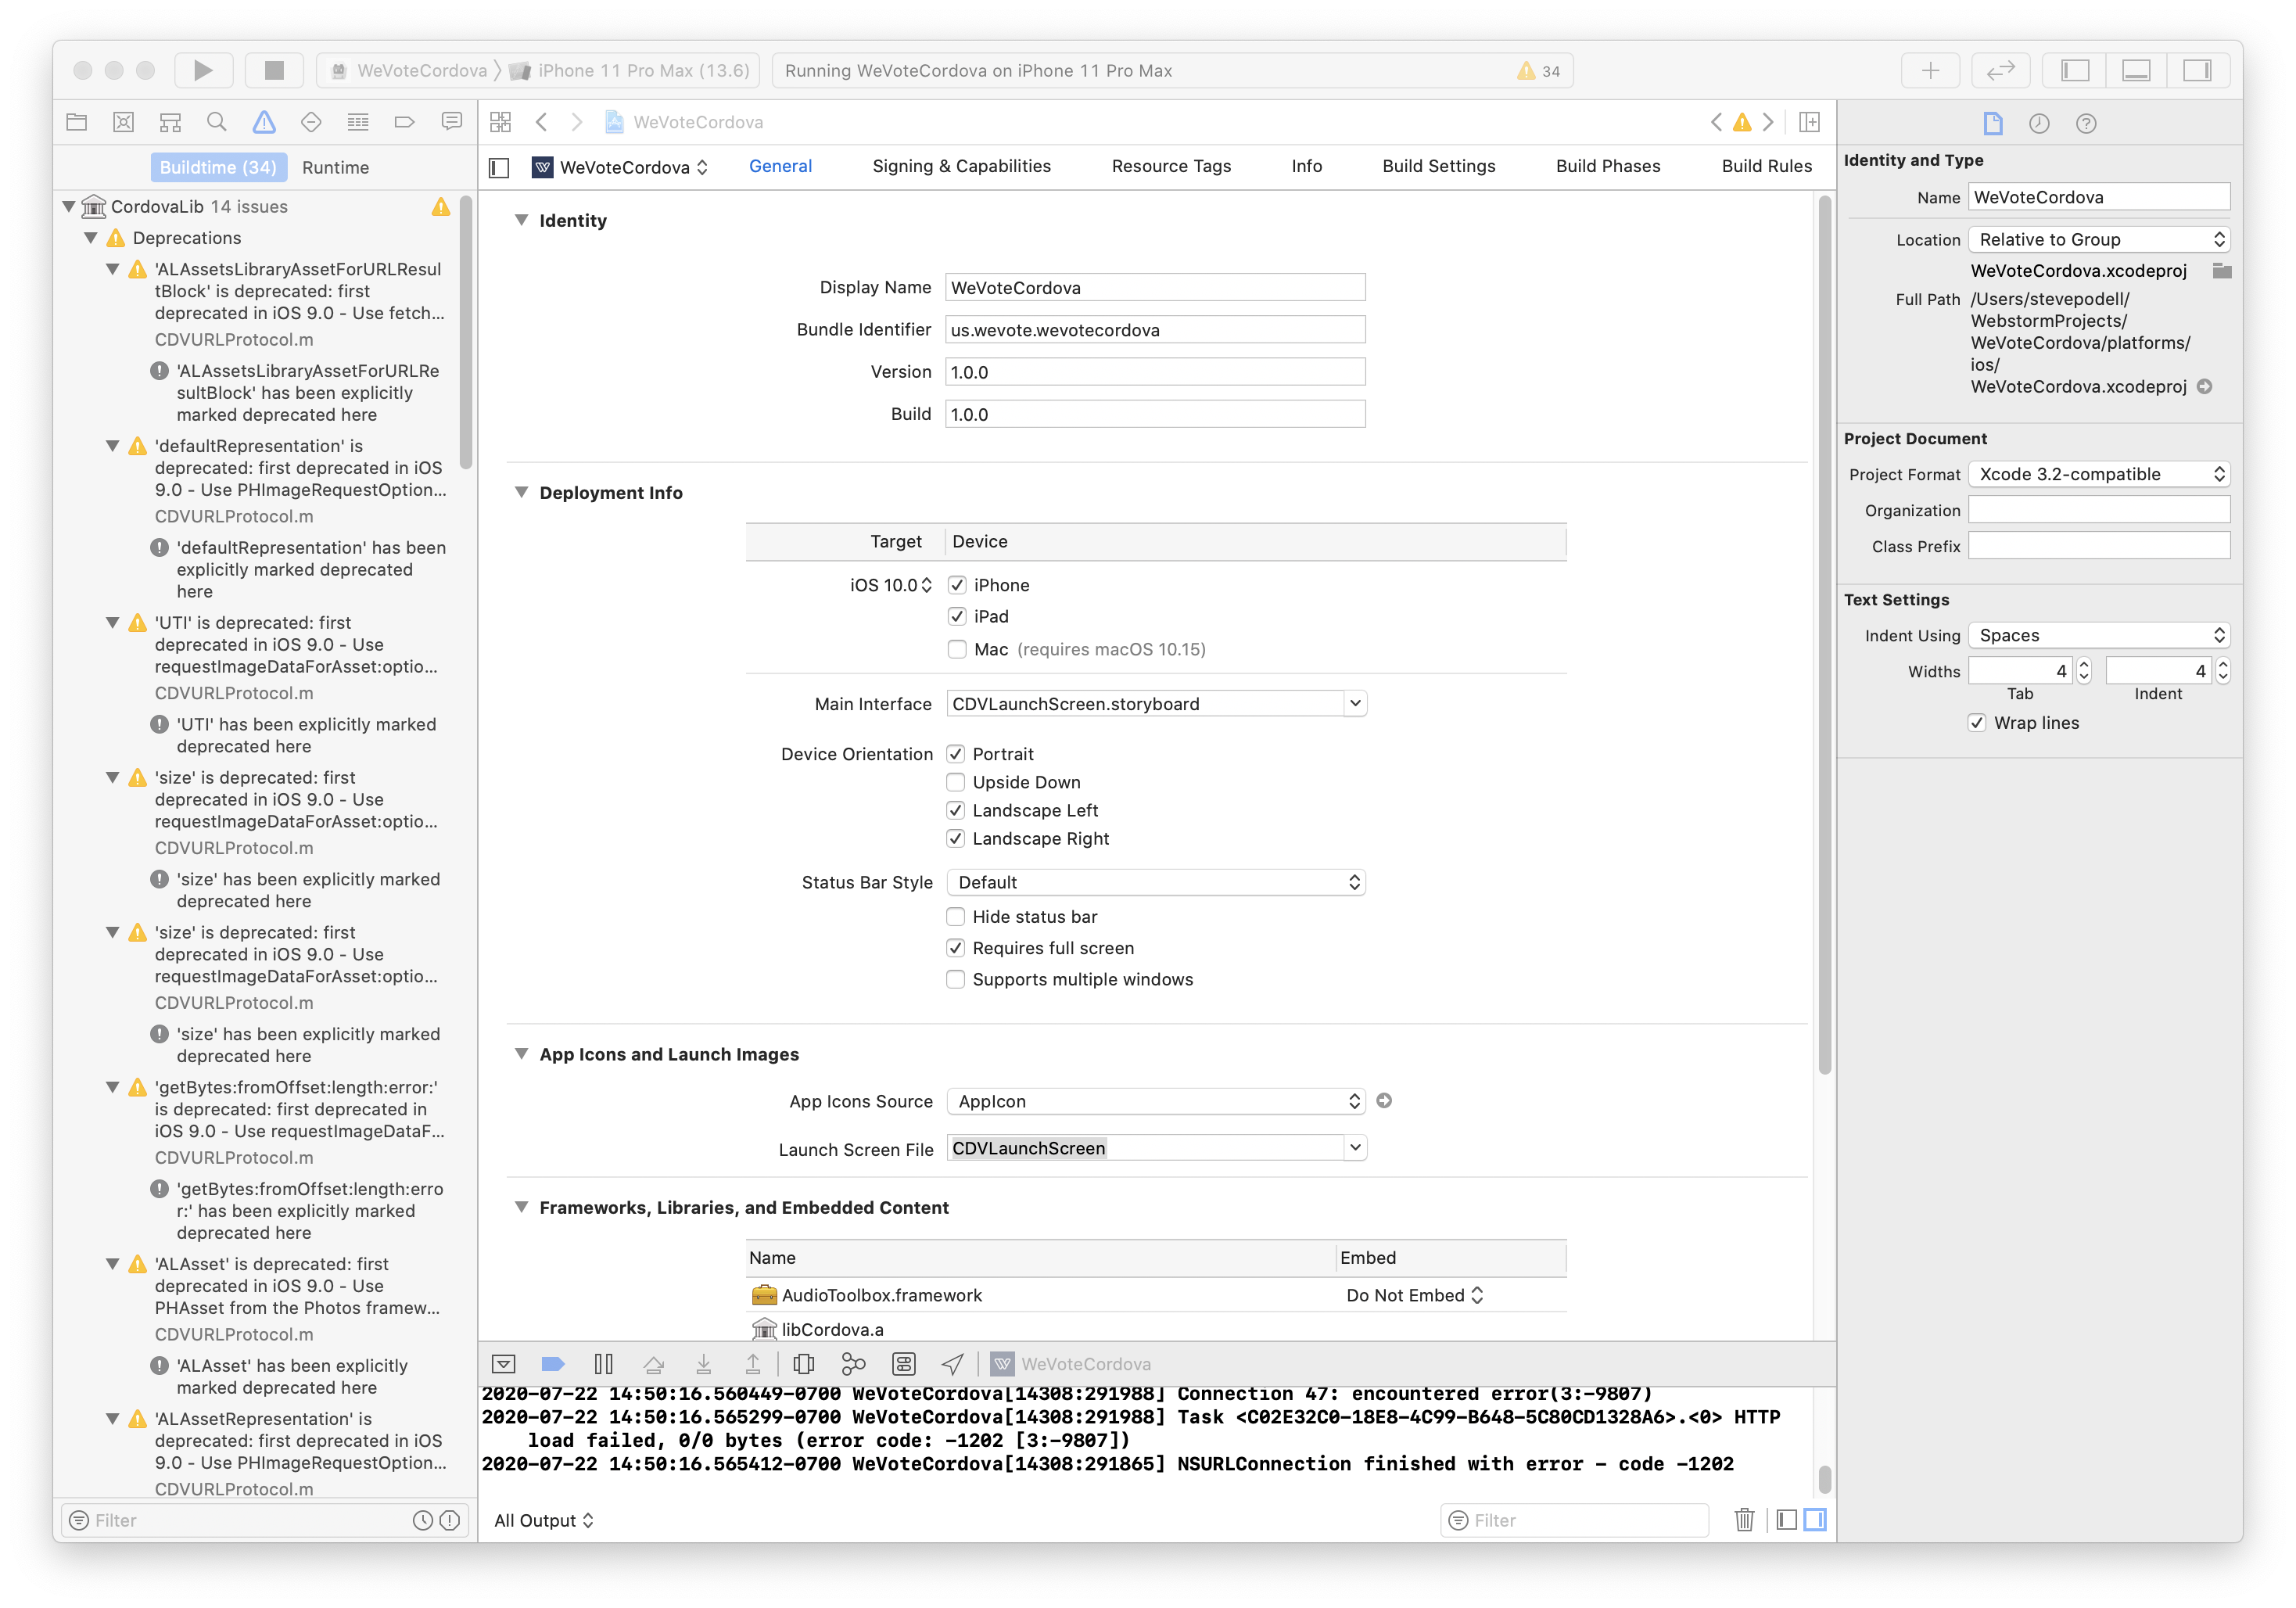 WeVoteCordova
iPhone 11 Pro Max (13.6)
Running WeVoteCordova on iPhone 11 Pro Max
34
Buildtime (34)
Runtime
CordovaLib 14 issues
Deprecations
'ALAssetsLibraryAssetForURLResul
tBlock' is deprecated: first
deprecated in iOS 9.0 - Use fetch...
CDVURLProtocol.m
'ALAssetsLibraryAssetForURLRe
sultBlock' has been explicitly
marked deprecated here
'defaultRepresentation' is
deprecated: first deprecated in iOS
9.0 - Use PHImageRequestOption...
CDVURLProtocol.m
'defaultRepresentation' has been
explicitly marked deprecated
here
'UTI' is deprecated: first
deprecated in iOS 9.0 - Use
requestImageDataForAsset:optio...
CDVURLProtocol.m
'UTI' has been explicitly marked
deprecated here
'size' is deprecated: first
deprecated in iOS 9.0 - Use
requestImageDataForAsset:optio...
CDVURLProtocol.m
'size' has been explicitly marked
deprecated here
'size' is deprecated: first
deprecated in iOS 9.0 - Use
requestImageDataForAsset:optio...
CDVURLProtocol.m
'size' has been explicitly marked
deprecated here
'getBytes:fromOffset:length:error:'
is deprecated: first deprecated in
iOS 9.0 - Use requestImageDataF...
CDVURLProtocol.m
'getBytes:fromOffset:length:erro
r:' has been explicitly marked
deprecated here
'ALAsset' is deprecated: first
deprecated in iOS 9.0 - Use
PHAsset from the Photos framew...
CDVURLProtocol.m
'ALAsset' has been explicitly
marked deprecated here
'ALAssetRepresentation' is
deprecated: first deprecated in iOS
9.0 - Use PHImageRequestOption...
CDVURLProtocol.m
Filter
WeVoteCordova
WeVoteCordova
General
Signing & Capabilities
Resource Tags
Info
Build Settings
Build Phases
Build Rules
Identity
Display Name WeVoteCordova
Bundle Identifier us.wevote.wevotecordova
Version 1.0.0
Build 1.0.0
Deployment Info
Target Device
iOS 10.0 iPhone
iPad
Mac (requires macOS 10.15)
Main Interface CDVLaunchScreen.storyboard
Device Orientation Portrait
Upside Down
Landscape Left
Landscape Right
Status Bar Style Default
Hide status bar
Requires full screen
Supports multiple windows
App Icons and Launch Images
App Icons Source AppIcon
Launch Screen File CDVLaunchScreen
Frameworks, Libraries, and Embedded Content
Name Embed
AudioToolbox.framework Do Not Embed
libCordova.a
WeVoteCordova
2020-07-22 14:50:16.560449-0700 WeVoteCordova[14308:291988] Connection 47: encountered error(3:-9807)
2020-07-22 14:50:16.565299-0700 WeVoteCordova[14308:291988] Task <C02E32C0-18E8-4C99-B648-5C80CD1328A6>.<0> HTTP
load failed, 0/0 bytes (error code: -1202 [3:-9807])
2020-07-22 14:50:16.565412-0700 WeVoteCordova[14308:291865] NSURLConnection finished with error - code -1202
All Output
Filter
Identity and Type
Name WeVoteCordova
Location Relative to Group
WeVoteCordova.xcodeproj
Full Path /Users/stevepodell/
WebstormProjects/
WeVoteCordova/platforms/
ios/
WeVoteCordova.xcodeproj
Project Document
Project Format Xcode 3.2-compatible
Organization
Class Prefix
Text Settings
Indent Using Spaces
Widths 4 4
Tab Indent
Wrap lines